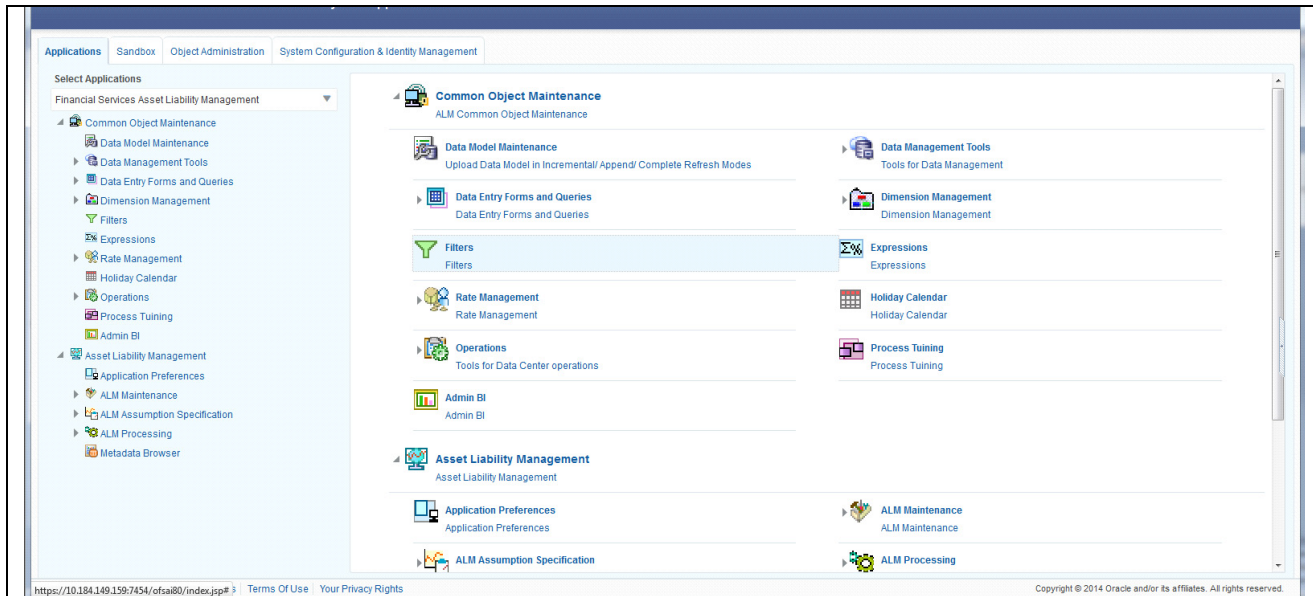 Applications Sandbox Object Administration System Configuration & Identity Management
Select Applications
Financial Services Asset Liability Management
Common Object Maintenance
Data Model Maintenance
Data Management Tools
Data Entry Forms and Queries
Dimension Management
Filters
Expressions
Rate Management
Holiday Calendar
Operations
Process Tuining
Admin BI
Asset Liability Management
Application Preferences
ALM Maintenance
ALM Assumption Specification
ALM Processing
Metadata Browser
Common Object Maintenance
ALM Common Object Maintenance
Data Model Maintenance
Upload Data Model in Incremental/ Append/ Complete Refresh Modes
Data Management Tools
Tools for Data Management
Data Entry Forms and Queries
Data Entry Forms and Queries
Dimension Management
Dimension Management
Filters
Filters
Expressions
Expressions
Rate Management
Rate Management
Holiday Calendar
Holiday Calendar
Operations
Tools for Data Center operations
Process Tuining
Process Tuining
Admin BI
Admin BI
Asset Liability Management
Asset Liability Management
Application Preferences
Application Preferences
ALM Maintenance
ALM Maintenance
ALM Assumption Specification
ALM Processing
https://10.184.149.159:7454/ofsai80/index.jsp# Terms Of Use Your Privacy Rights
Copyright © 2014 Oracle and/or its affiliates. All rights reserved.